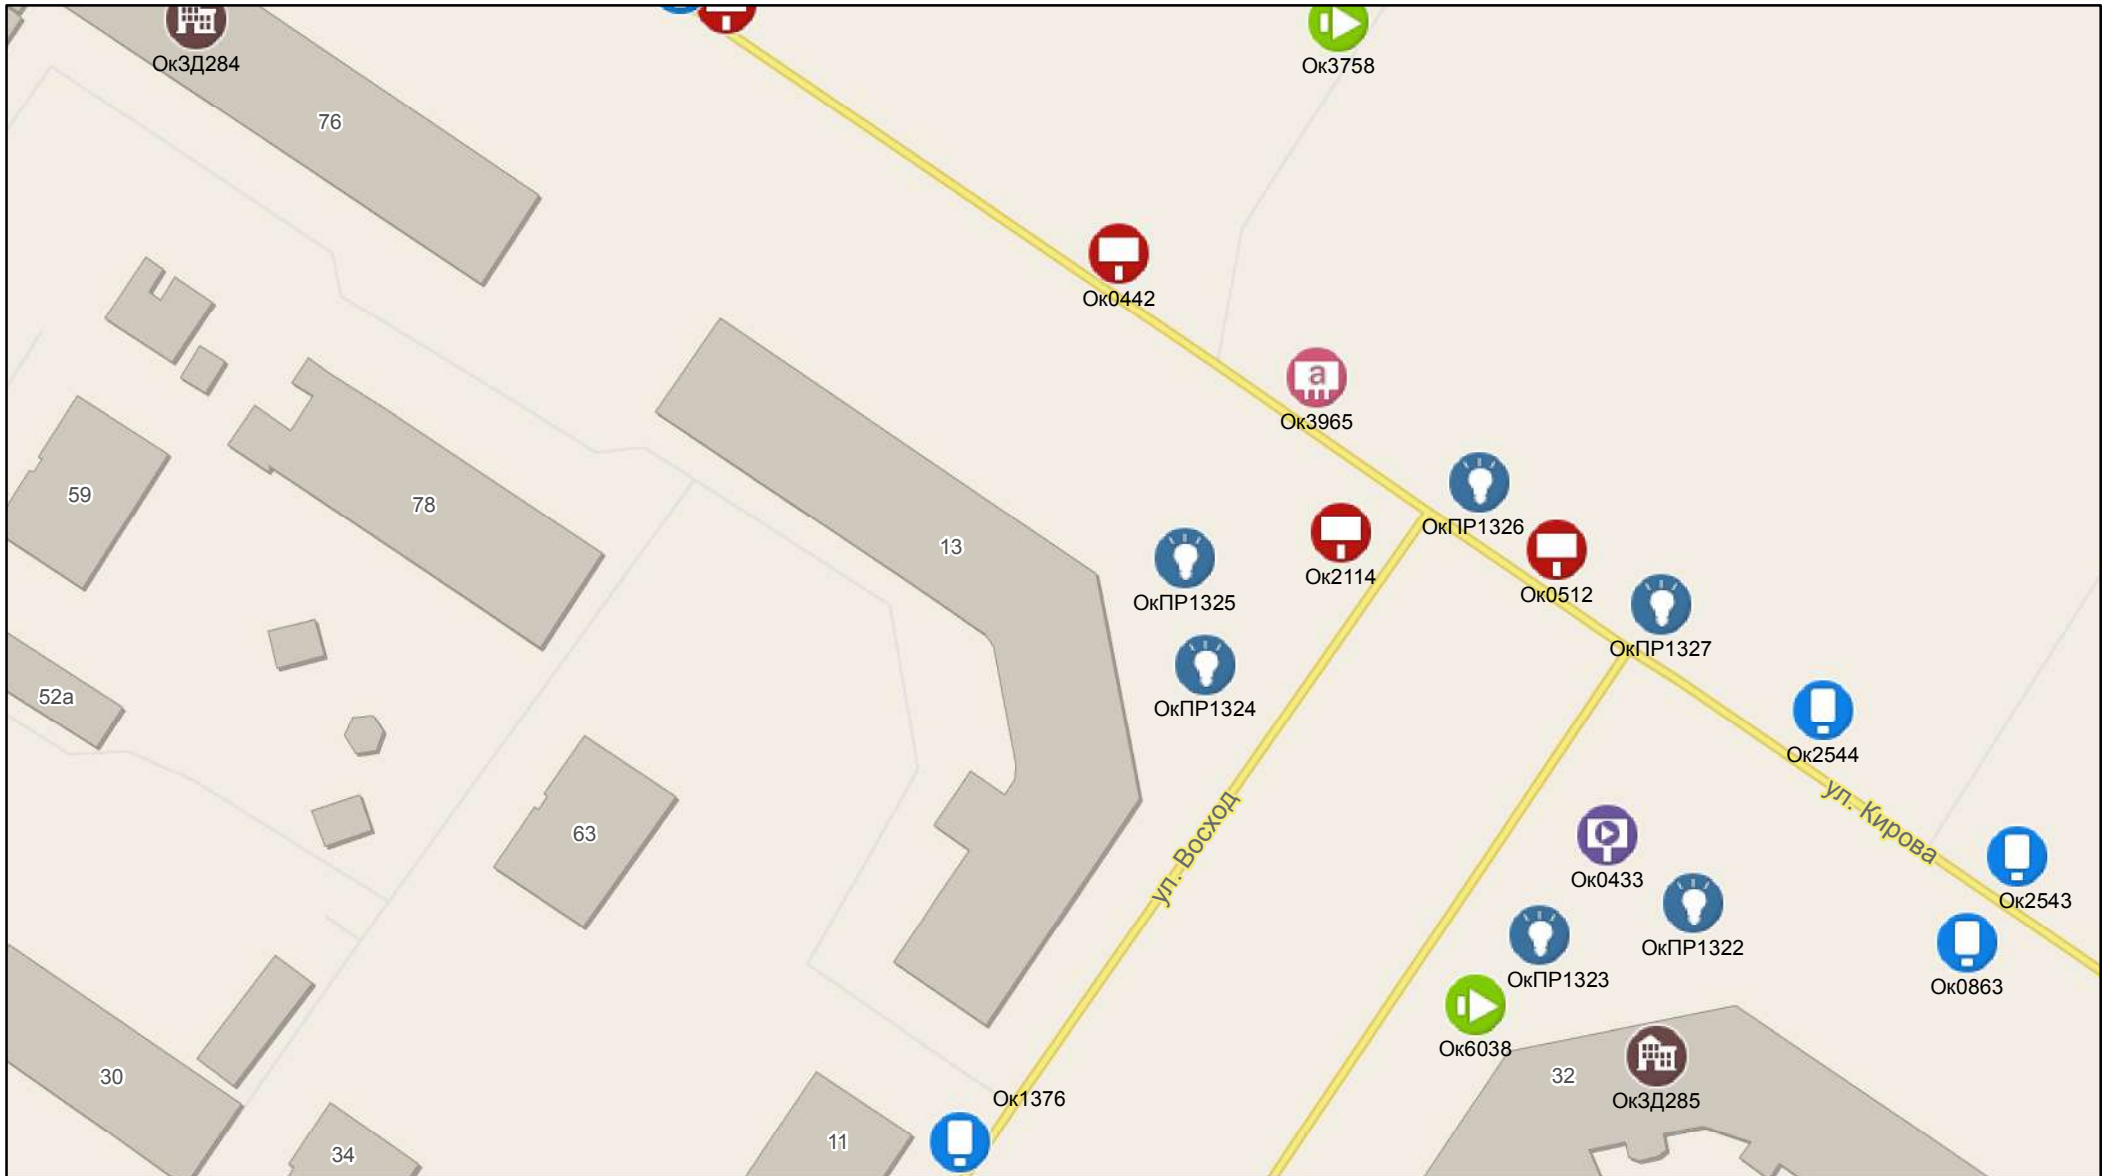 ОкЗД284
Ок3758
76
Ок0442
а
Ок3965
59
78
13
ОкПР1326
ОкПР1325
Ок2114
Ок0512
ОкПР1327
52а
ОкПР1324
Ок2544
63
ул. Восход
ул. Кирова
Ок0433
Ок2543
ОкПР1322
ОкПР1323
Ок0863
Ок6038
30
32
Ок1376
ОкЗД285
34
11